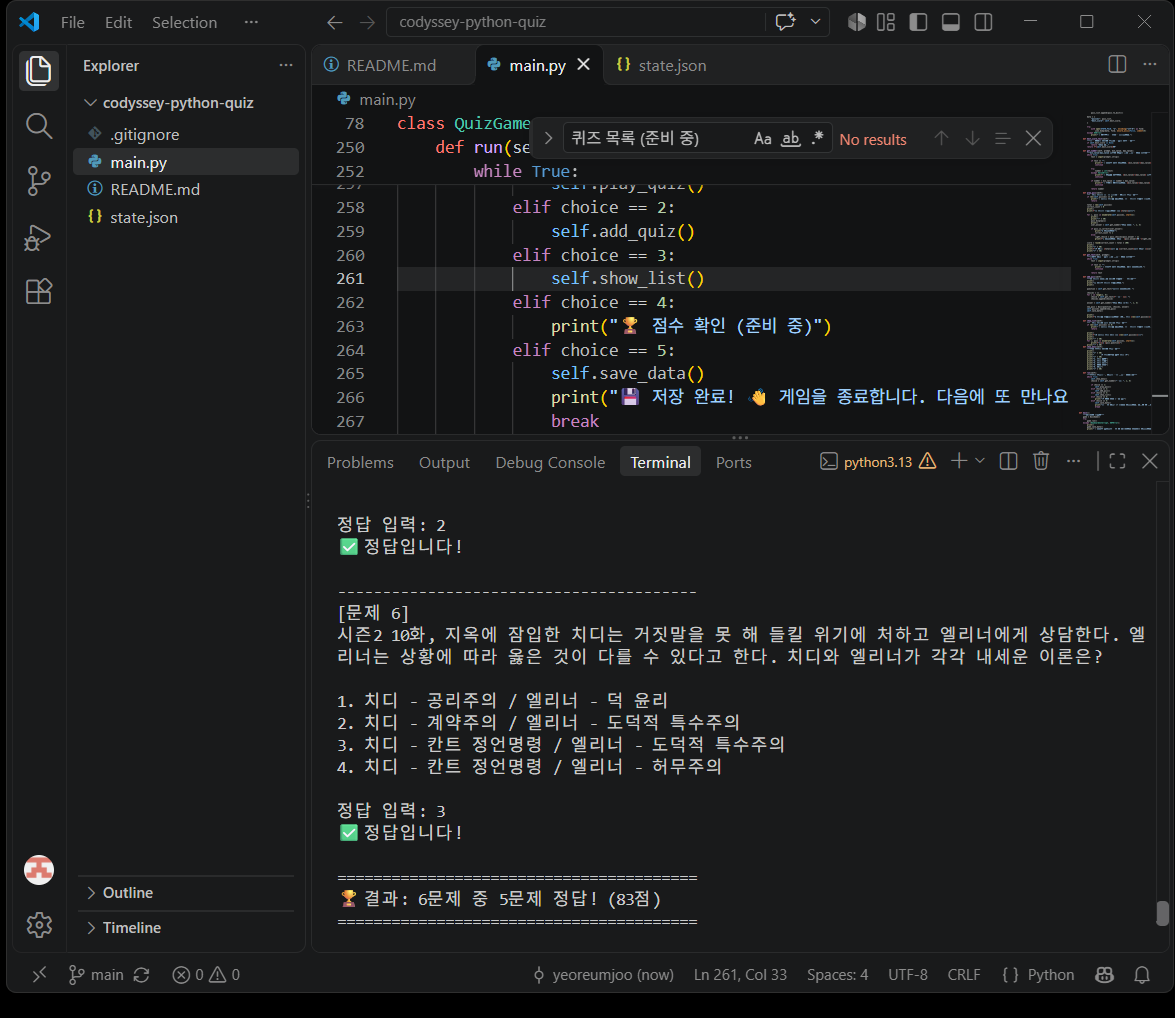 File Edit Selection ··· codyssey-python-quiz
Explorer ···
codyssey-python-quiz
.gitignore
main.py
README.md
state.json
Outline
Timeline
README.md main.py state.json ···
main.py
퀴즈 목록 (준비 중) Aa ab .* No results
78 class QuizGame
250 def run(se
252 while True:
257 self.play_quiz()
258 elif choice == 2:
259 self.add_quiz()
260 elif choice == 3:
261 self.show_list()
262 elif choice == 4:
263 print("🏆 점수 확인 (준비 중)")
264 elif choice == 5:
265 self.save_data()
266 print("💾 저장 완료! 👋 게임을 종료합니다. 다음에 또 만나요
267 break
Problems Output Debug Console Terminal Ports python3.13 ···
정답 입력: 2
✅ 정답입니다!
----------------------------------------
[문제 6]
시즌2 10화, 지옥에 잠입한 치디는 거짓말을 못 해 들킬 위기에 처하고 엘리너에게 상담한다. 엘
리너는 상황에 따라 옳은 것이 다를 수 있다고 한다. 치디와 엘리너가 각각 내세운 이론은?
1. 치디 - 공리주의 / 엘리너 - 덕 윤리
2. 치디 - 계약주의 / 엘리너 - 도덕적 특수주의
3. 치디 - 칸트 정언명령 / 엘리너 - 도덕적 특수주의
4. 치디 - 칸트 정언명령 / 엘리너 - 허무주의
정답 입력: 3
✅ 정답입니다!
========================================
🏆 결과: 6문제 중 5문제 정답! (83점)
========================================
main 0 0 yeoreumjoo (now) Ln 261, Col 33 Spaces: 4 UTF-8 CRLF { } Python